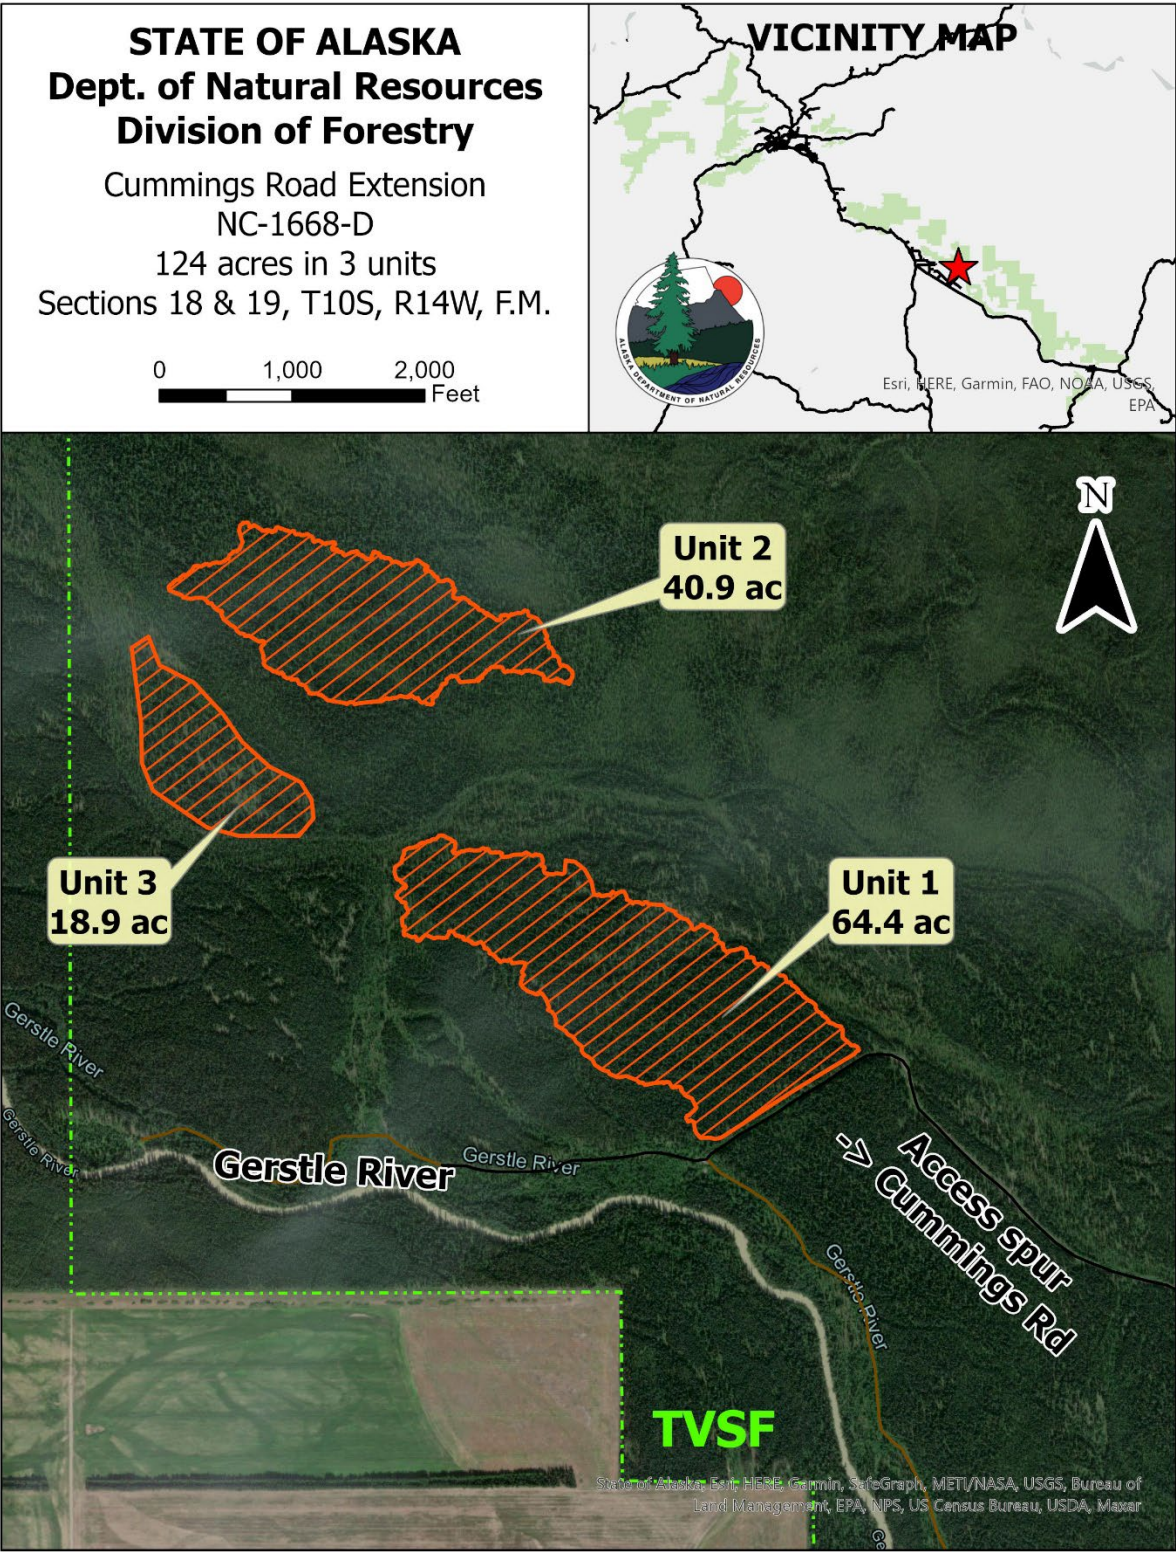 STATE OF ALASKA
Dept. of Natural Resources
Division of Forestry
Cummings Road Extension
NC-1668-D
124 acres in 3 units
Sections 18 & 19, T10S, R14W, F.M.
0 1,000 2,000
Feet
VICINITY MAP
ALASKA DEPARTMENT OF NATURAL RESOURCES
Esri, HERE, Garmin, FAO, NOAA, USGS,
EPA
N
Unit 2
40.9 ac
Unit 3
18.9 ac
Unit 1
64.4 ac
Gerstle River
Gerstle River
Gerstle River
Gerstle River
Access spur
-> Cummings Rd
Gerstle River
TVSF
State of Alaska, Esri, HERE, Garmin, SafeGraph, METI/NASA, USGS, Bureau of
Land Management, EPA, NPS, US Census Bureau, USDA, Maxar
Ge